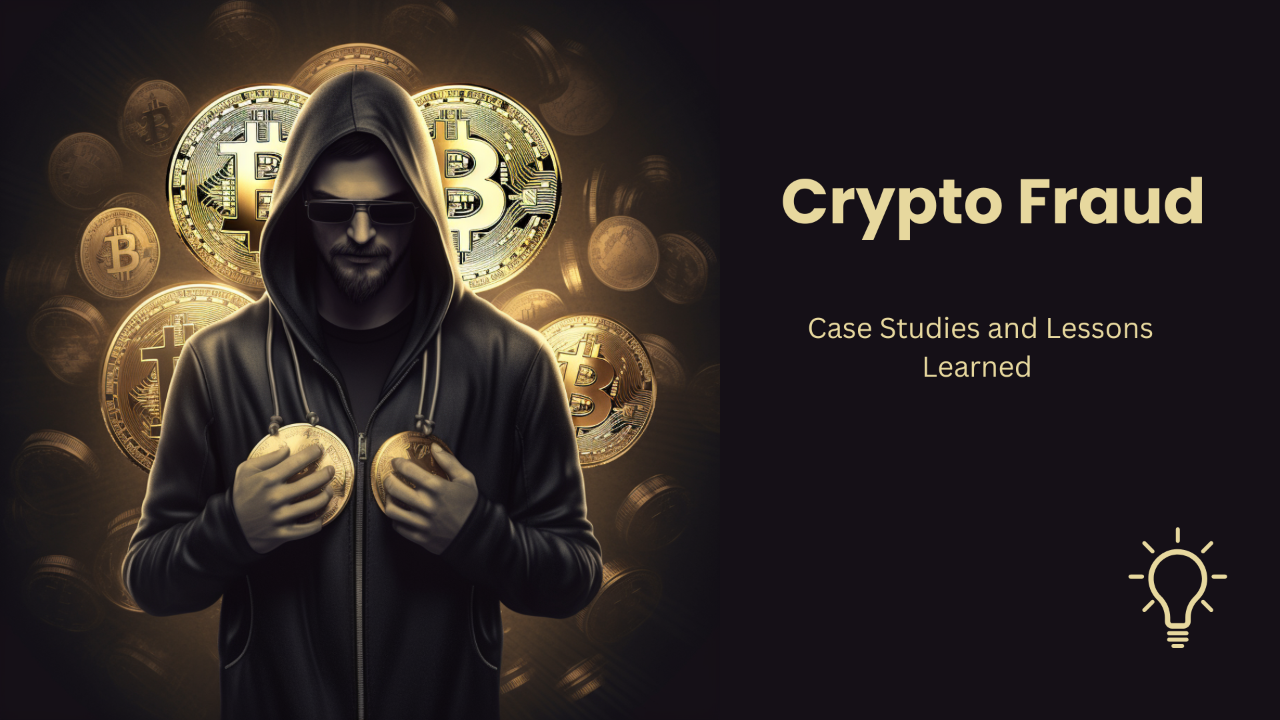 Crypto Fraud
Case Studies and Lessons
Learned